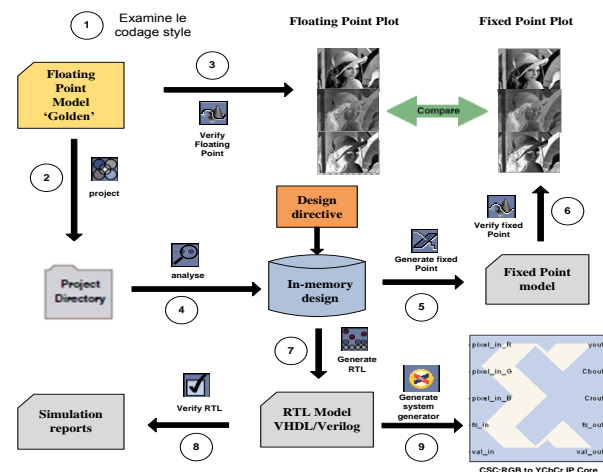 1
Examine le
codage style
Floating Point Plot
Fixed Point Plot
Floating
Point
Model
'Golden'
3
Verify
Floating
Point
Compare
2
project
Design
directive
Verify fixed
Point
6
Project
Directory
analyse
4
In-memory
design
Generate fixed
Point
5
Fixed Point
model
7
Generate
RTL
Simulation
reports
Verify RTL
8
RTL Model
VHDL/Verilog
Generate
system
generator
9
pixel_in_R
yout
pixel_in_G
Cbout
pixel_in_B
Crout
fs_in
fs_out
val_in
val_out
CSC:RGB to YCbCr IP Core